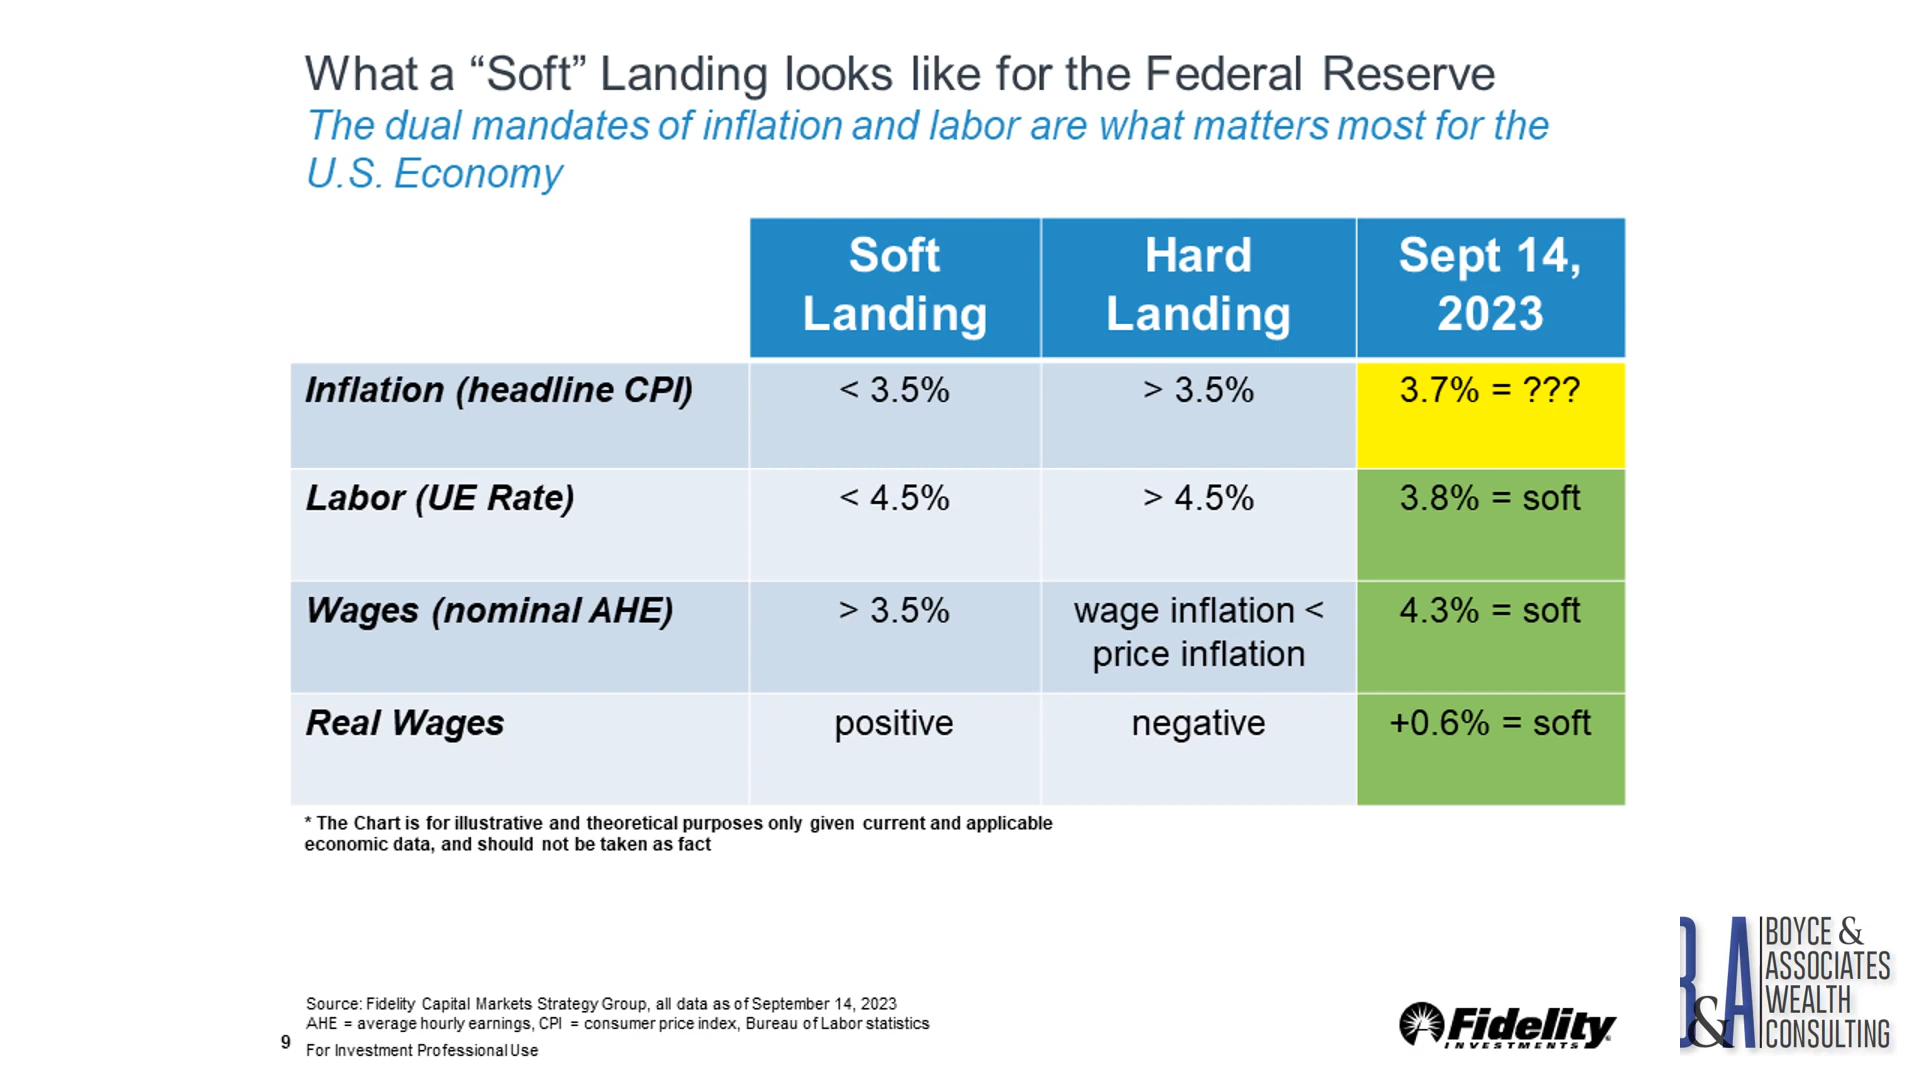 What a “Soft” Landing looks like for the Federal Reserve
The dual mandates of inflation and labor are what matters most for the
U.S. Economy
Soft
Landing
Hard
Landing
Sept 14,
2023
Inflation (headline CPI)
< 3.5%
> 3.5%
3.7% = ???
Labor (UE Rate)
< 4.5%
> 4.5%
3.8% = soft
Wages (nominal AHE)
> 3.5%
wage inflation <
price inflation
4.3% = soft
Real Wages
positive
negative
+0.6% = soft
* The Chart is for illustrative and theoretical purposes only given current and applicable
economic data, and should not be taken as fact
Source: Fidelity Capital Markets Strategy Group, all data as of September 14, 2023
AHE = average hourly earnings, CPI = consumer price index, Bureau of Labor statistics
9
For Investment Professional Use
Fidelity
INVESTMENTS
B&A
BOYCE &
ASSOCIATES
WEALTH
CONSULTING